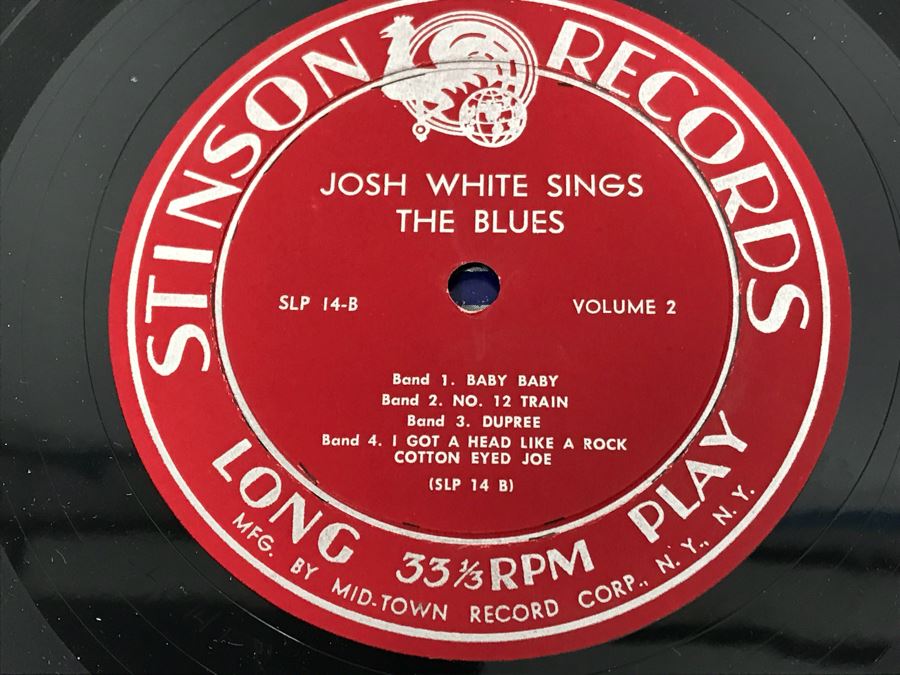 STINSON RECORDS
JOSH WHITE SINGS
THE BLUES
SLP 14-B
VOLUME 2
Band 1. BABY BABY
Band 2. NO. 12 TRAIN
Band 3. DUPREE
Band 4. I GOT A HEAD LIKE A ROCK
COTTON EYED JOE
(SLP 14 B)
LONG 33⅓ RPM PLAY
MFG. BY MID-TOWN RECORD CORP., N. Y., N. Y.